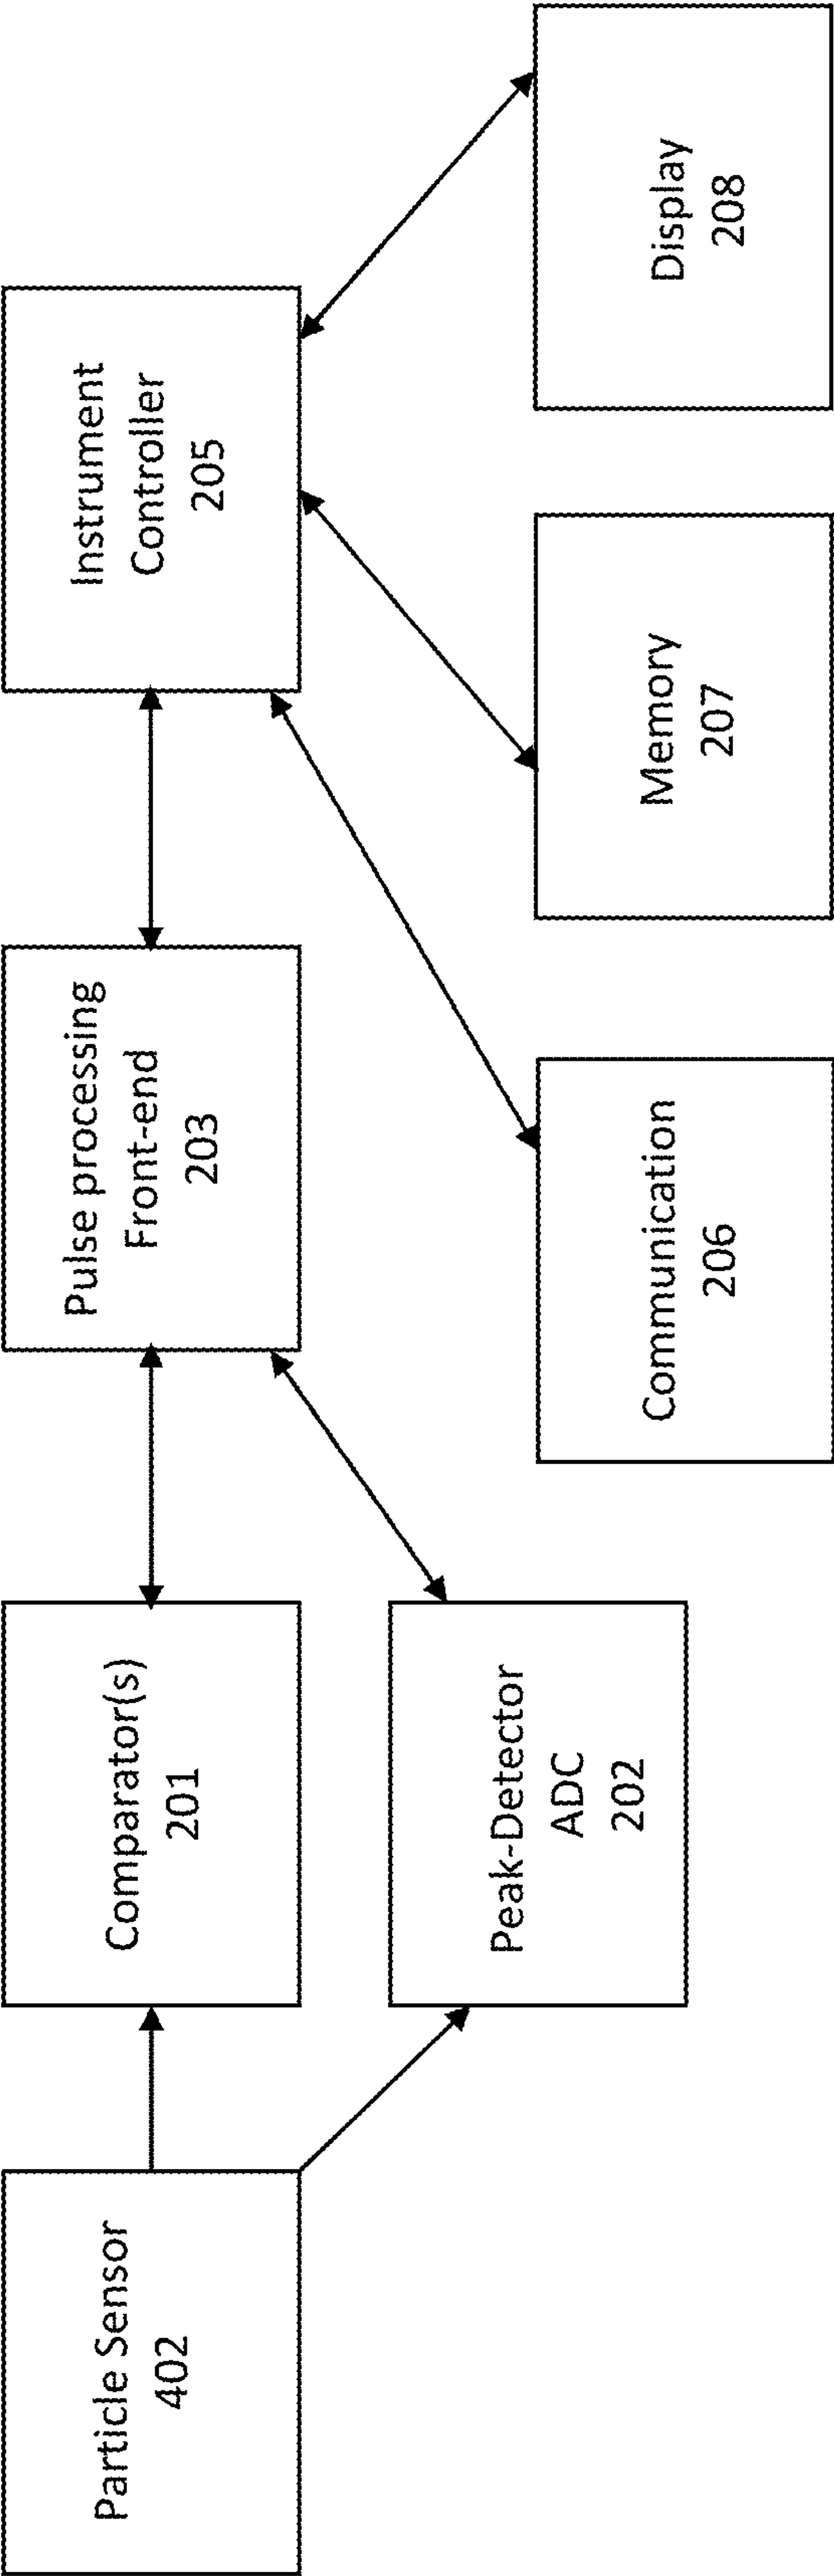 Particle Sensor
402
Comparator(s)
201
Pulse processing
Front-end
203
Instrument
Controller
205
Peak-Detector
ADC
202
Communication
206
Memory
207
Display
208